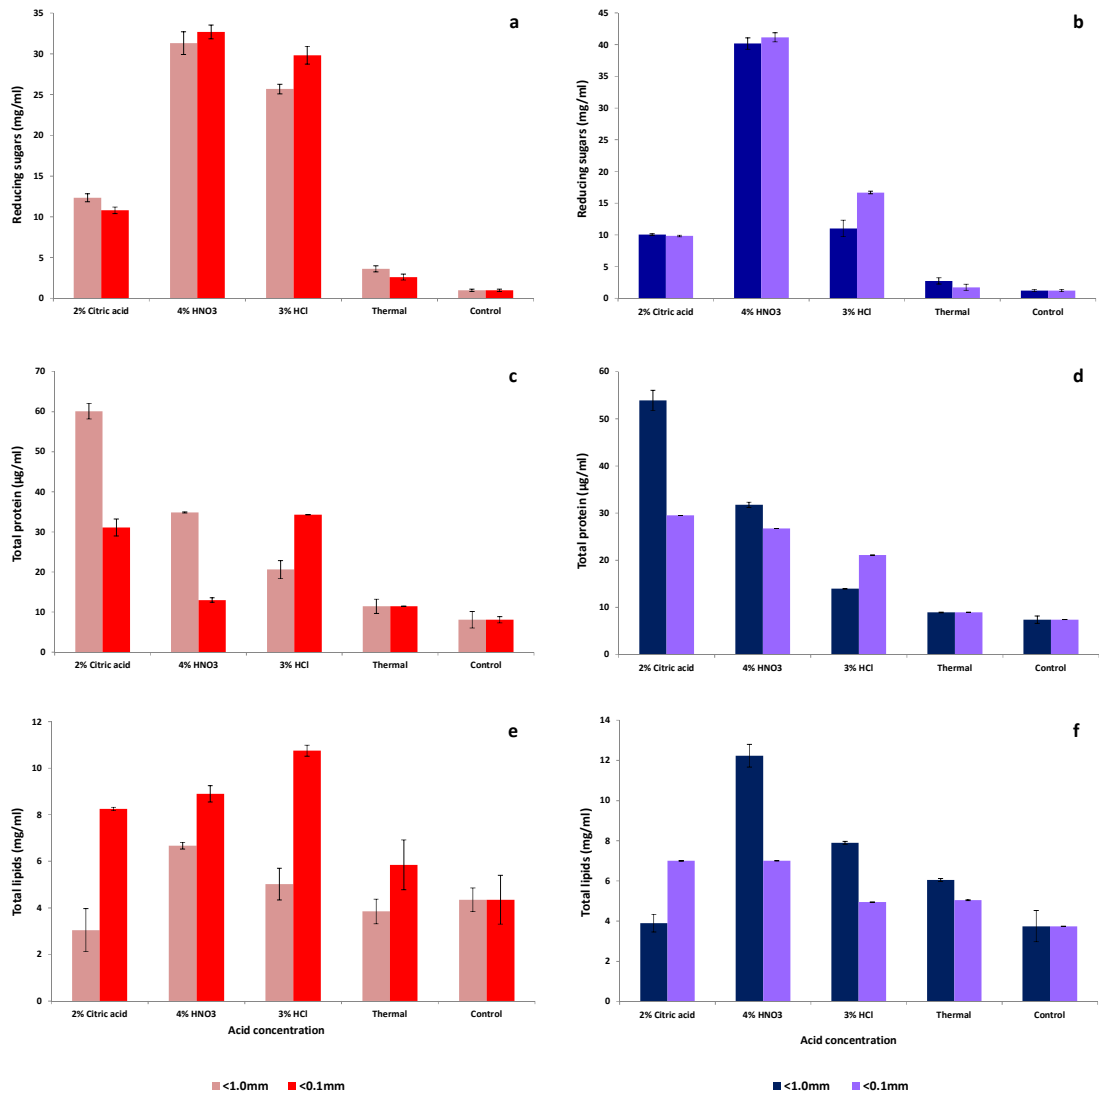 a
Reducing sugars (mg/ml)
35
30
25
20
15
10
5
0
2% Citric acid 4% HNO3 3% HCl Thermal Control
b
Reducing sugars (mg/ml)
45
40
35
30
25
20
15
10
5
0
2% Citric acid 4% HNO3 3% HCl Thermal Control
c
Total protein (µg/ml)
70
60
50
40
30
20
10
0
2% Citric acid 4% HNO3 3% HCl Thermal Control
d
Total protein (µg/ml)
60
50
40
30
20
10
0
2% Citric acid 4% HNO3 3% HCl Thermal Control
e
Total lipids (mg/ml)
12
10
8
6
4
2
0
2% Citric acid 4% HNO3 3% HCl Thermal Control
Acid concentration
<1.0mm <0.1mm
f
Total lipids (mg/ml)
14
12
10
8
6
4
2
0
2% Citric acid 4% HNO3 3% HCl Thermal Control
Acid concentration
<1.0mm <0.1mm